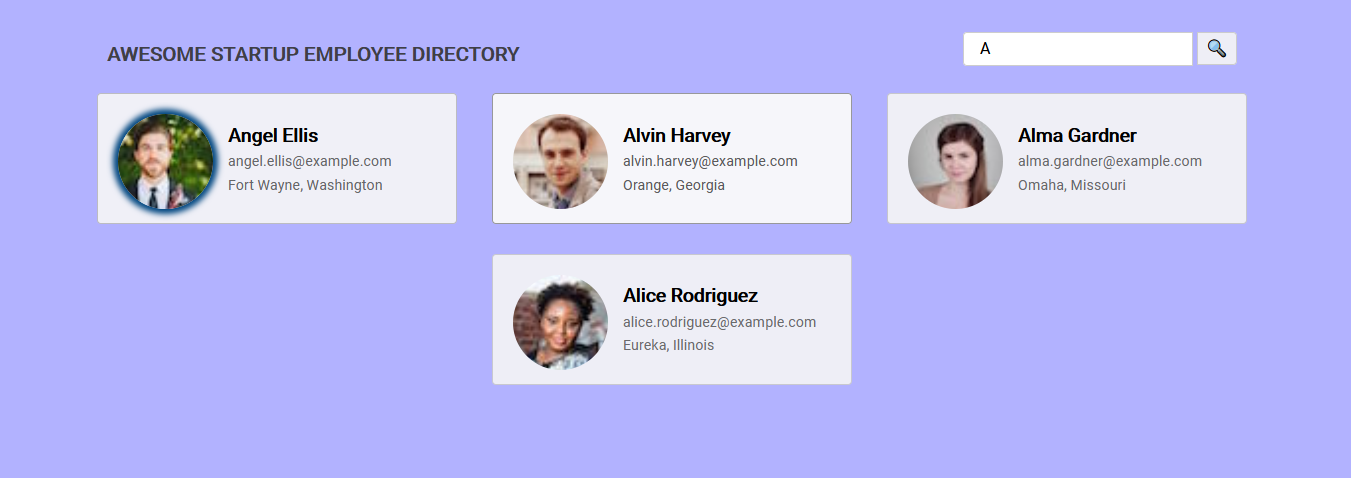 AWESOME STARTUP EMPLOYEE DIRECTORY
A
Angel Ellis
angel.ellis@example.com
Fort Wayne, Washington
Alvin Harvey
alvin.harvey@example.com
Orange, Georgia
Alma Gardner
alma.gardner@example.com
Omaha, Missouri
Alice Rodriguez
alice.rodriguez@example.com
Eureka, Illinois